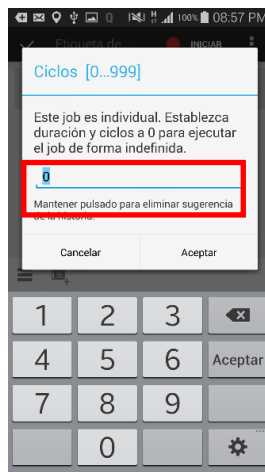 100% 08:57 PM
Etiqueta de INICIAR
Ciclos [0...999]
Este job es individual. Establezca
duración y ciclos a 0 para ejecutar
el job de forma indefinida.
0
Mantener pulsado para eliminar sugerencia
de la historia.
Cancelar Aceptar
1 2 3
4 5 6 Aceptar
7 8 9
0